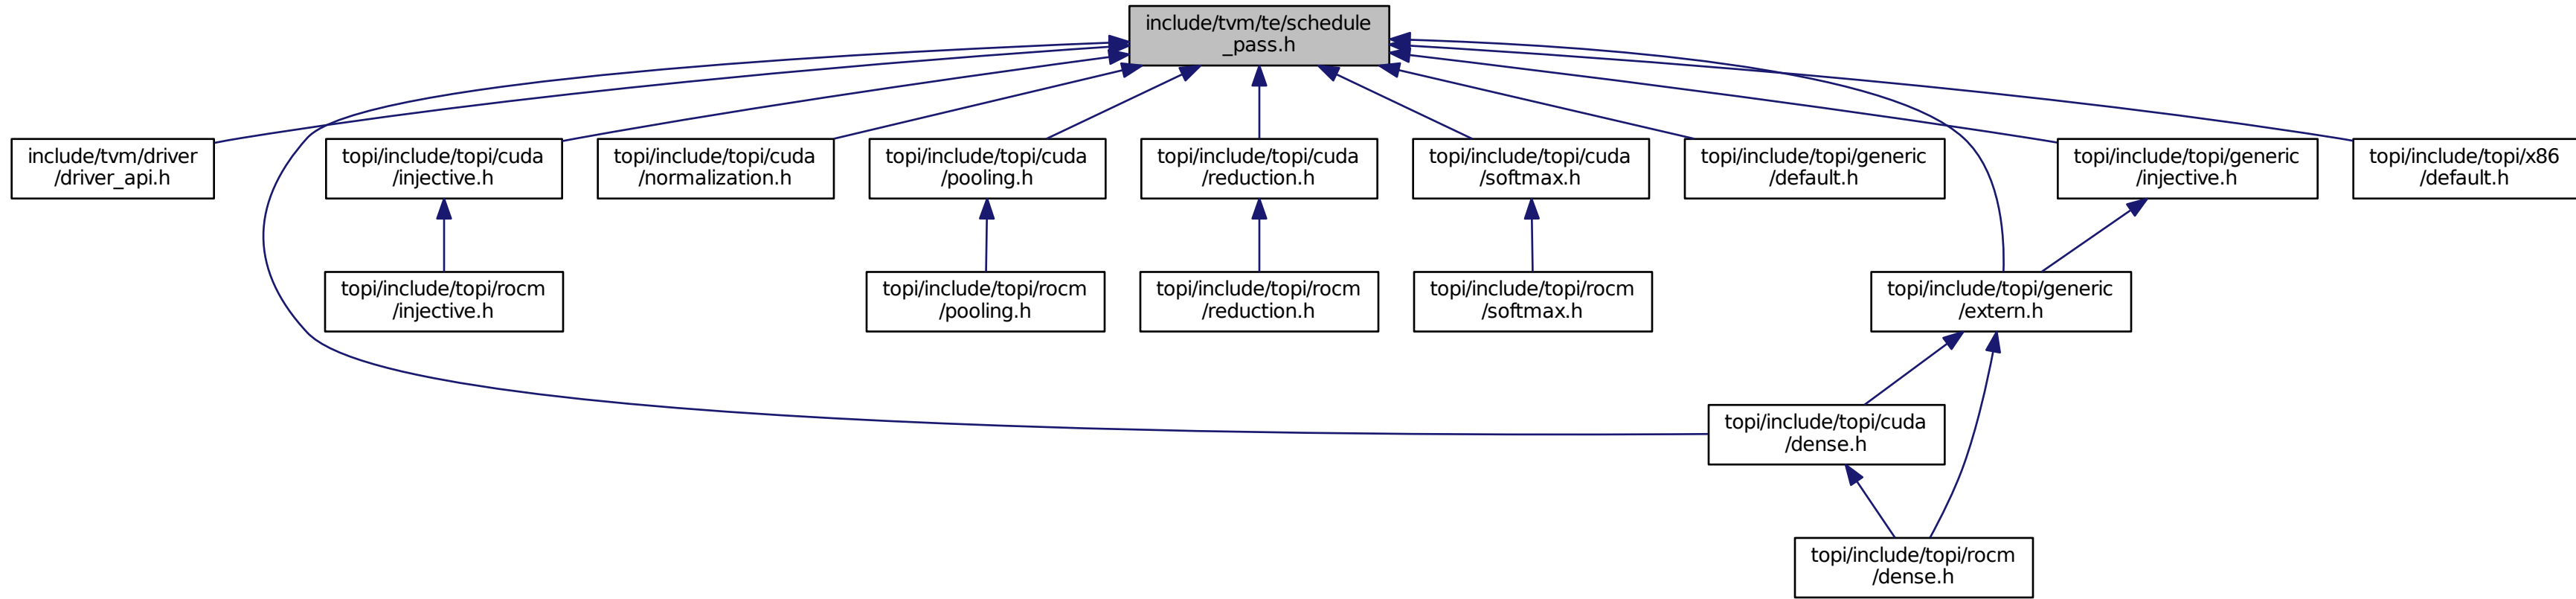 include/tvm/te/schedule
_pass.h
include/tvm/driver
/driver_api.h
topi/include/topi/cuda
/injective.h
topi/include/topi/cuda
/normalization.h
topi/include/topi/cuda
/pooling.h
topi/include/topi/cuda
/reduction.h
topi/include/topi/cuda
/softmax.h
topi/include/topi/generic
/default.h
topi/include/topi/generic
/injective.h
topi/include/topi/x86
/default.h
topi/include/topi/rocm
/injective.h
topi/include/topi/rocm
/pooling.h
topi/include/topi/rocm
/reduction.h
topi/include/topi/rocm
/softmax.h
topi/include/topi/generic
/extern.h
topi/include/topi/cuda
/dense.h
topi/include/topi/rocm
/dense.h